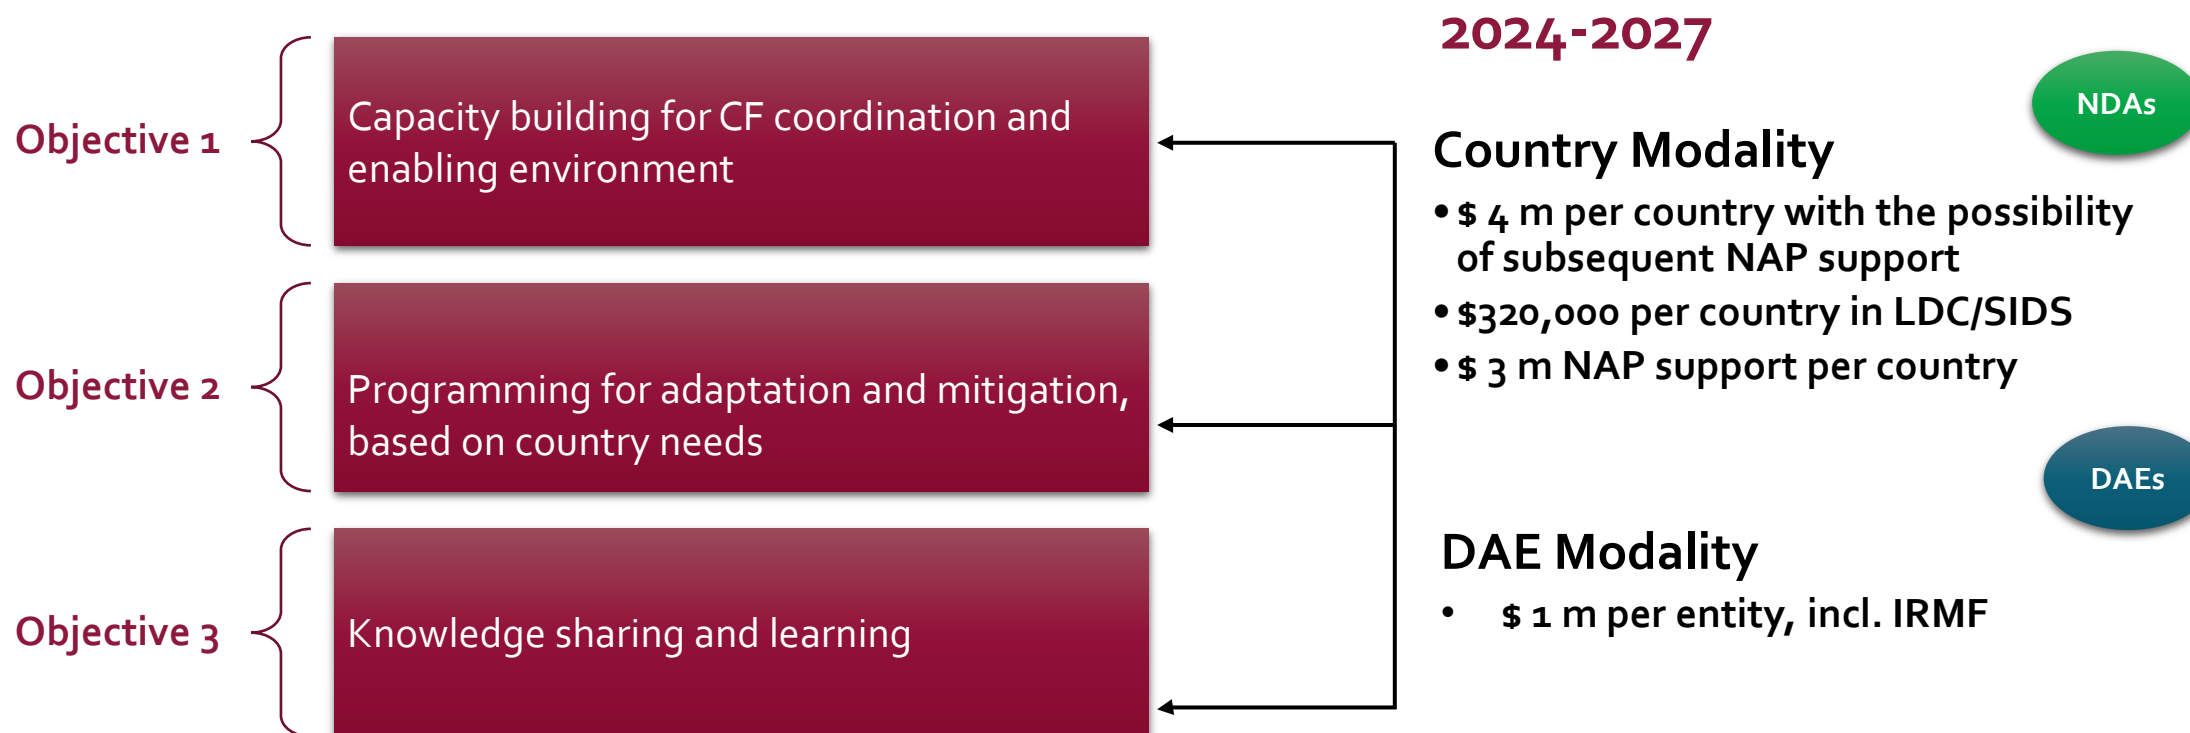 Objective 1
Capacity building for CF coordination and
enabling environment
Objective 2
Programming for adaptation and mitigation,
based on country needs
Objective 3
Knowledge sharing and learning
2024-2027
NDAs
Country Modality
• $ 4 m per country with the possibility
of subsequent NAP support
• $320,000 per country in LDC/SIDS
• $ 3 m NAP support per country
DAEs
DAE Modality
• $ 1 m per entity, incl. IRMF